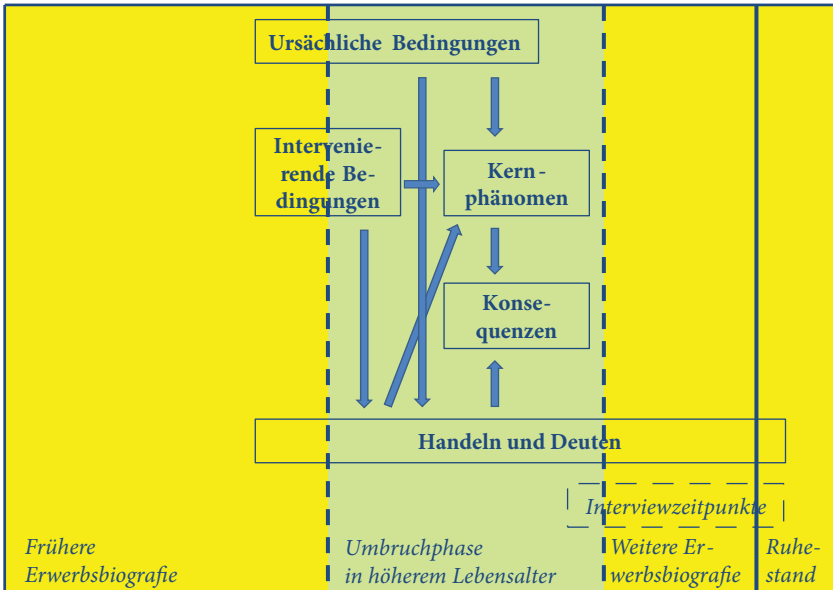 Ursächliche Bedingungen
Intervenie-
rende Be-
dingungen
Kern-
phänomen
Konse-
quenzen
Handeln und Deuten
Interviewzeitpunkte
Frühere
Erwerbsbiografie
Umbruchphase
in höherem Lebensalter
Weitere Er-
werbsbiografie
Ruhe-
stand